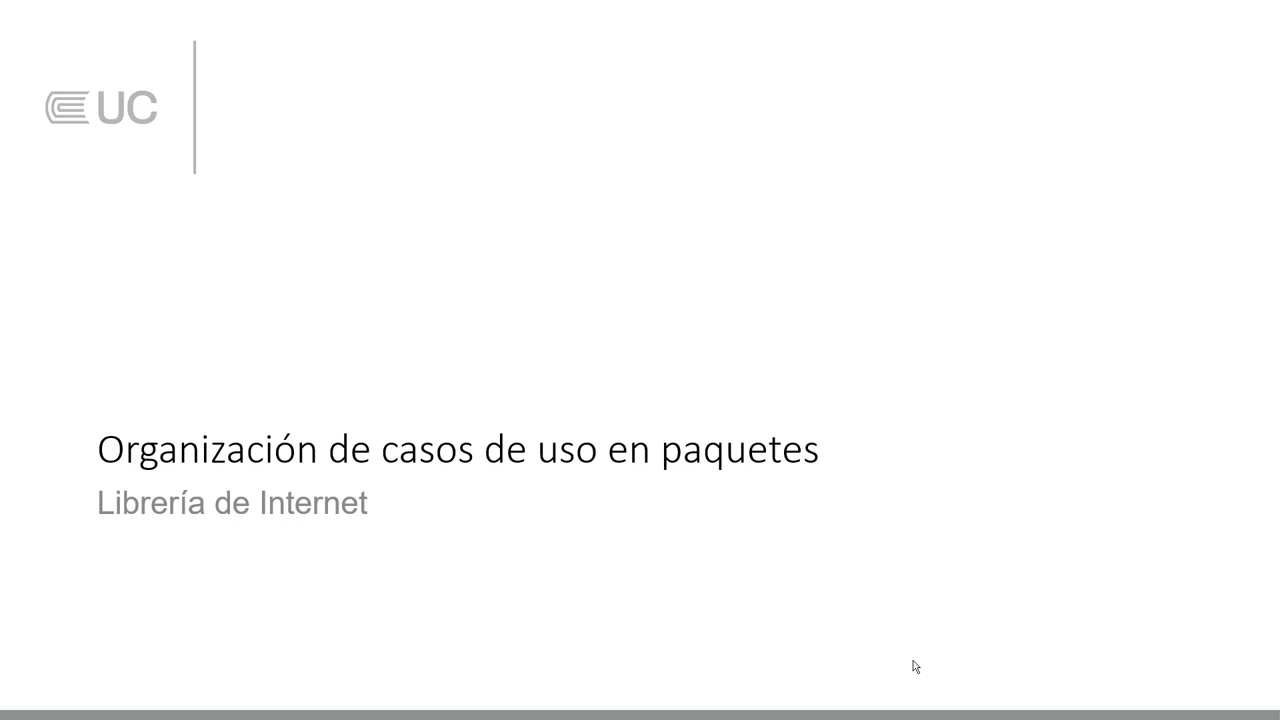 UC
Organización de casos de uso en paquetes
Librería de Internet